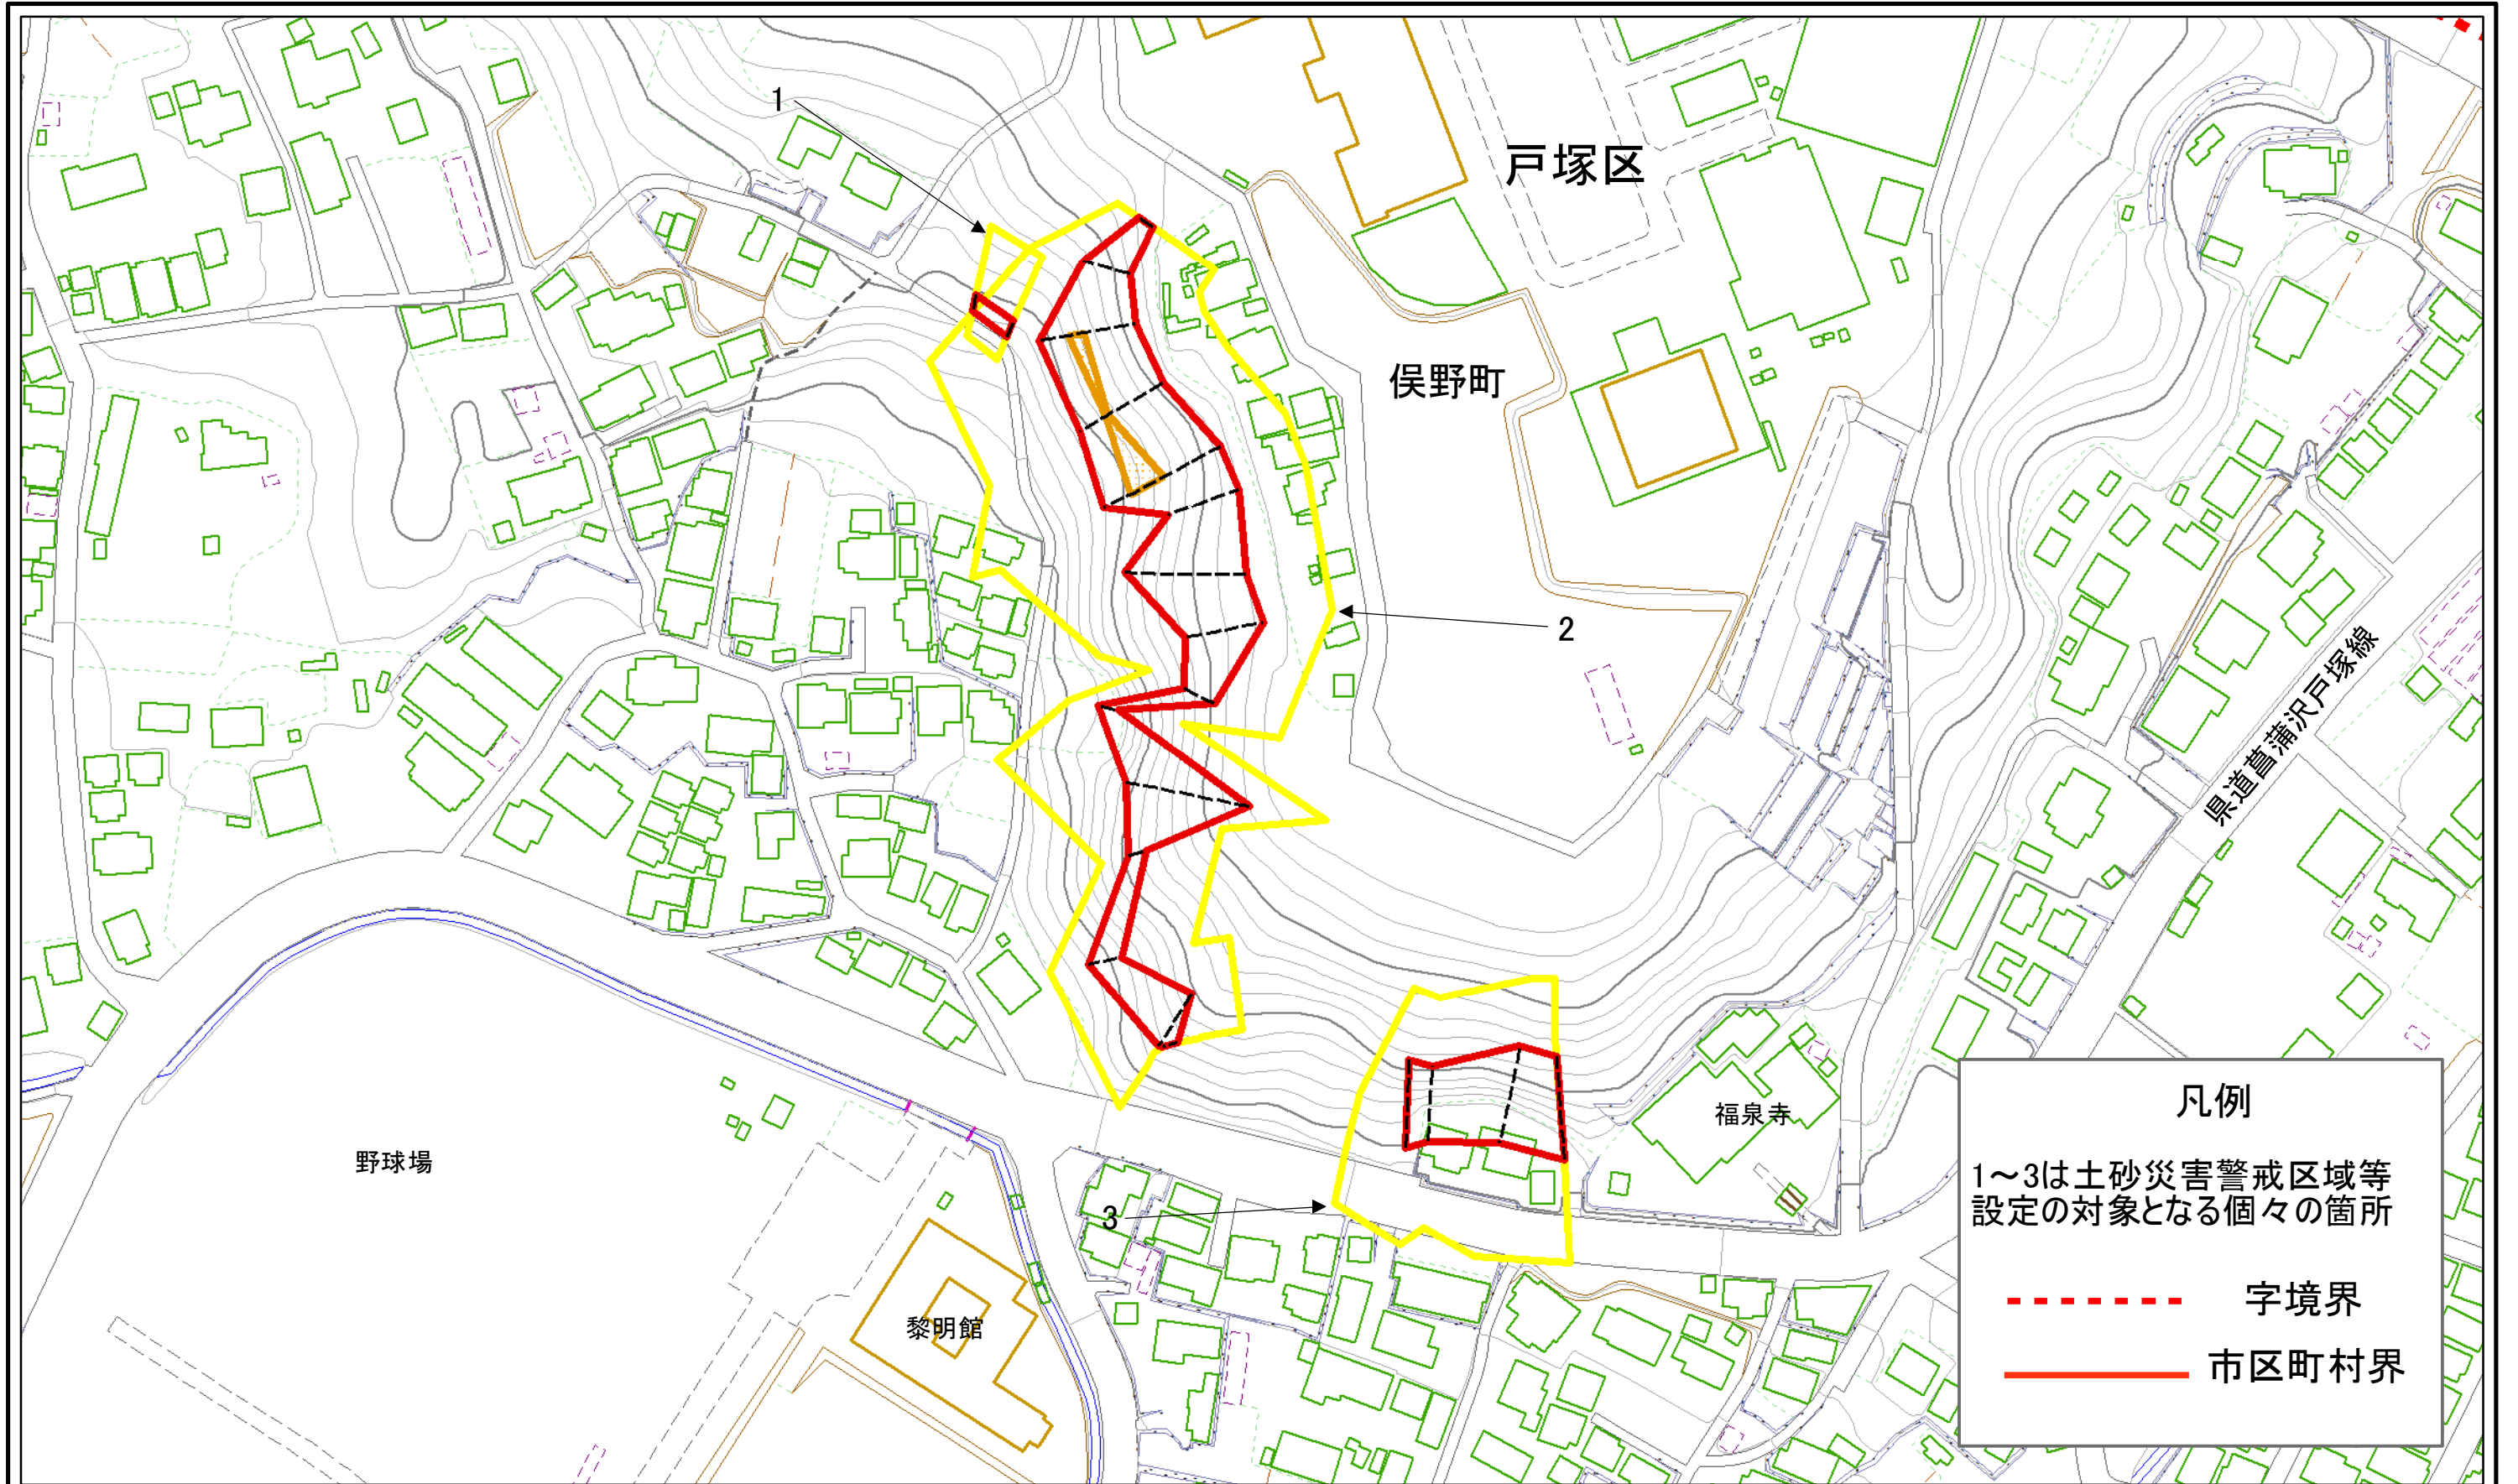 1
戸塚区
俣野町
2
県道菖蒲沢戸塚線
福泉寺
野球場
3
黎明館
凡例
1～3は土砂災害警戒区域等
設定の対象となる個々の箇所
字境界
市区町村界